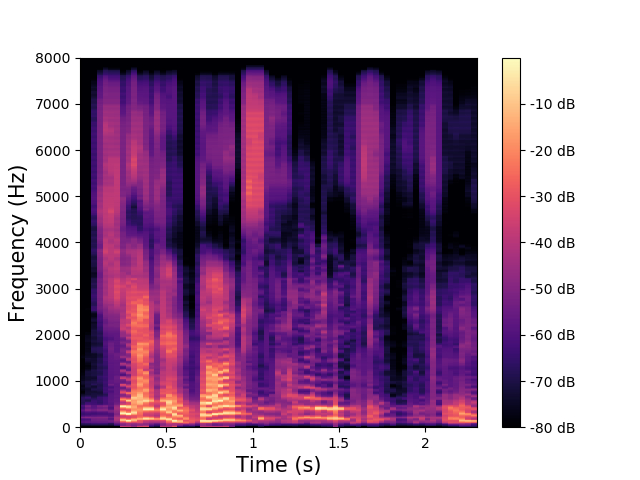 8000
7000
6000
5000
4000
3000
2000
1000
0
Frequency (Hz)
0 0.5 1 1.5 2
Time (s)
-10 dB
-20 dB
-30 dB
-40 dB
-50 dB
-60 dB
-70 dB
-80 dB